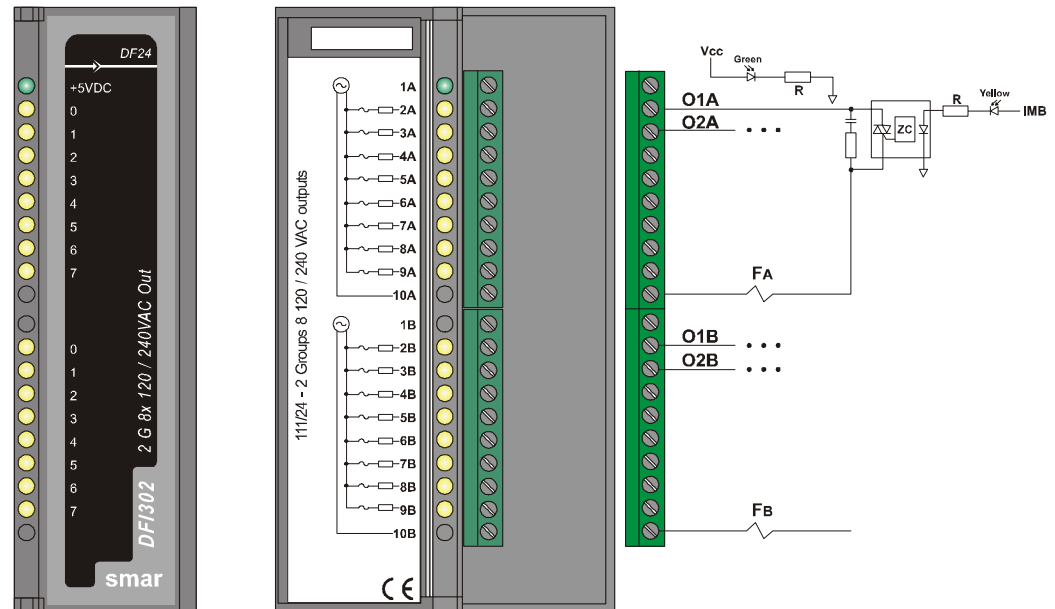 DF24
+5VDC
0
1
2
3
4
5
6
7
0
1
2
3
4
5
6
7
2 G 8x 120 / 240VAC Out
DFI302
smar
111/24 - 2 Groups 8 120 / 240 VAC outputs
1A
2A
3A
4A
5A
6A
7A
8A
9A
10A
1B
2B
3B
4B
5B
6B
7B
8B
9B
10B
CE
Vcc
Green
R
O1A
O2A
ZC
R
Yellow
IMB
FA
O1B
O2B
FB